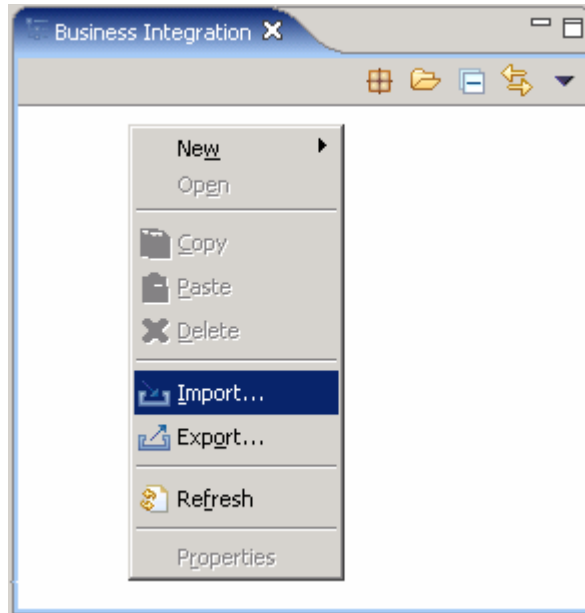 Business Integration
New
Open
Copy
Paste
Delete
Import...
Export...
Refresh
Properties